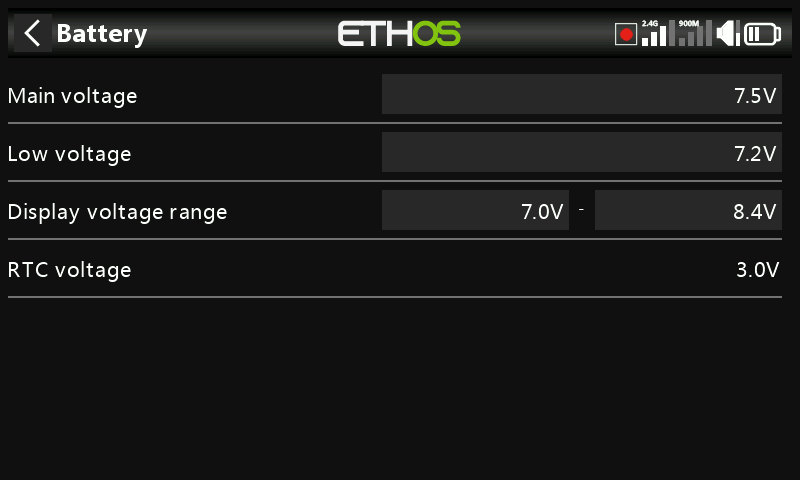 Battery
ETHOS
2.4G
900M
Main voltage 7.5V
Low voltage 7.2V
Display voltage range 7.0V - 8.4V
RTC voltage 3.0V